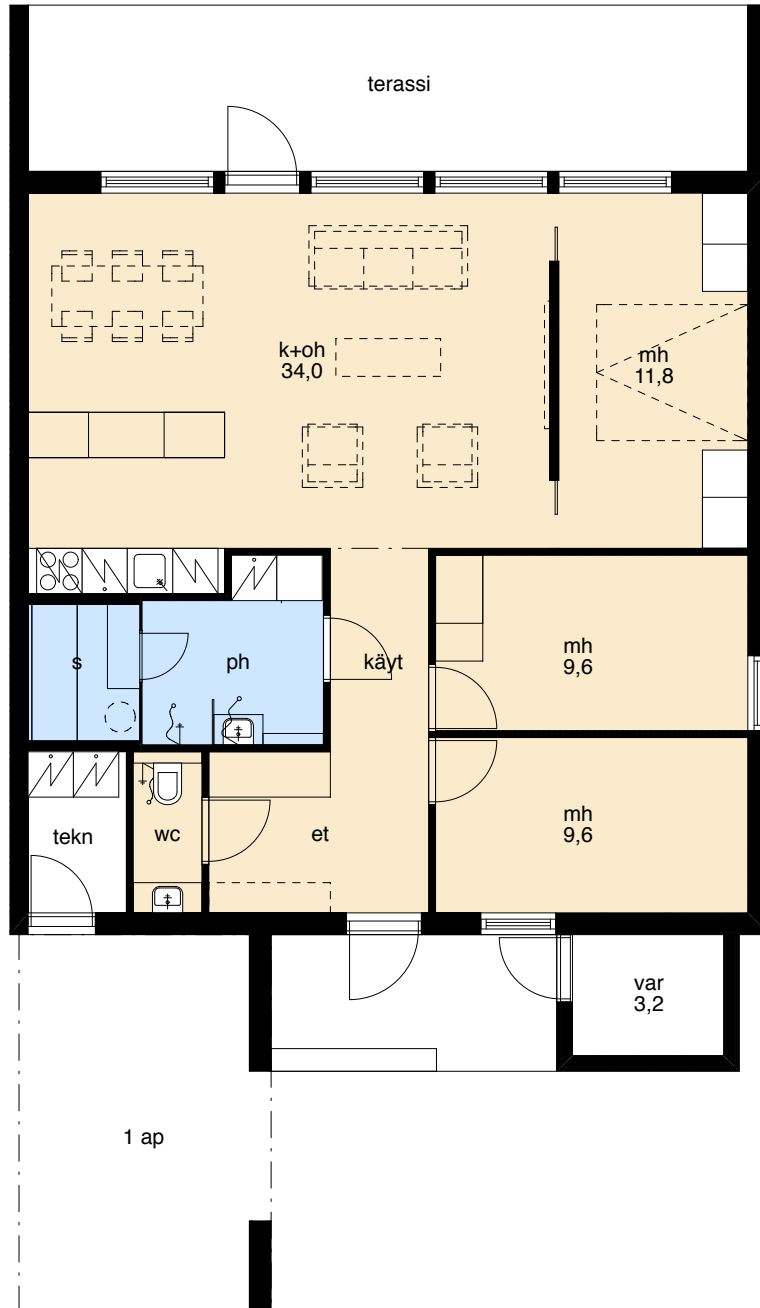 terassi
k+oh
34,0
mh
11,8
s
ph
käyt
mh
9,6
tekn
wc
et
mh
9,6
var
3,2
1 ap